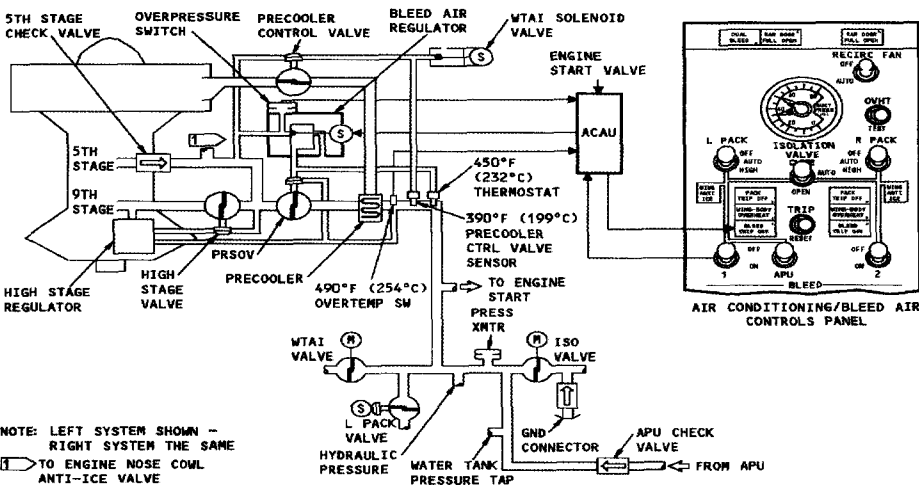 5TH STAGE
CHECK VALVE
OVERPRESSURE
SWITCH
PRECOOLER
CONTROL VALVE
BLEED AIR
REGULATOR
WTAI SOLENOID
VALVE
ENGINE
START VALVE
ACAU
S
S
1
5TH
STAGE
9TH
STAGE
HIGH STAGE
REGULATOR
HIGH
STAGE
VALVE
PRSOV
PRECOOLER
490°F (254°C)
OVERTEMP SW
450°F
(232°C)
THERMOSTAT
390°F (199°C)
PRECOOLER
CTRL VALVE
SENSOR
TO ENGINE
START
PRESS
XMTR
WTAI
VALVE
M
M
ISO
VALVE
S
L PACK
VALVE
HYDRAULIC
PRESSURE
WATER TANK
PRESSURE TAP
GND
CONNECTOR
APU CHECK
VALVE
FROM APU
DUAL
BLEED
RAM DOOR
FULL OPEN
RAM DOOR
FULL OPEN
RECIRC FAN
OFF
AUTO
OVHT
TEST
L PACK
OFF
AUTO
HIGH
ISOLATION
VALVE
AUTO
OPEN
R PACK
OFF
AUTO
HIGH
WING
ANTI
ICE
WING
ANTI
ICE
PACK
TRIP OFF
WING-BODY
OVERHEAT
BLEED
TRIP OFF
PACK
TRIP OFF
WING-BODY
OVERHEAT
BLEED
TRIP OFF
TRIP
RESET
OFF
ON
OFF
ON
1
APU
2
BLEED
AIR CONDITIONING/BLEED AIR
CONTROLS PANEL
NOTE: LEFT SYSTEM SHOWN -
RIGHT SYSTEM THE SAME
1 TO ENGINE NOSE COWL
ANTI-ICE VALVE